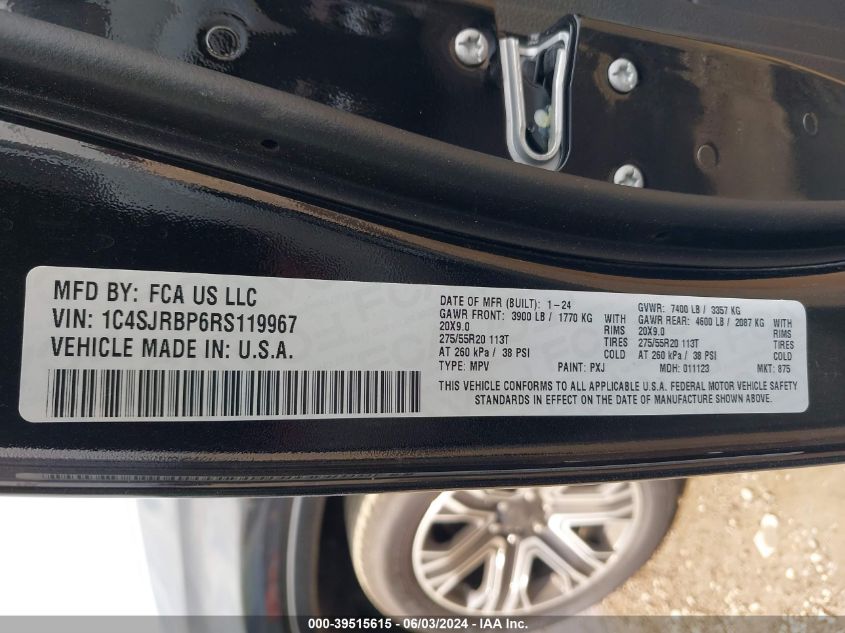 MFD BY: FCA US LLC
VIN: 1C4SJRBP6RS119967
VEHICLE MADE IN: U.S.A.
DATE OF MFR (BUILT): 1-24
GAWR FRONT: 3900 LB / 1770 KG WITH
20X9.0 RIMS
275/55R20 113T TIRES
AT 260 kPa / 38 PSI COLD
TYPE: MPV PAINT: PXJ
GVWR: 7400 LB / 3357 KG
GAWR REAR: 4600 LB / 2087 KG WITH
20X9.0 RIMS
275/55R20 113T TIRES
AT 260 kPa / 38 PSI COLD
MDH: 011123 MKT: 875
THIS VEHICLE CONFORMS TO ALL APPLICABLE U.S.A. FEDERAL MOTOR VEHICLE SAFETY
STANDARDS IN EFFECT ON THE DATE OF MANUFACTURE SHOWN ABOVE.
000-39515615 - 06/03/2024 - IAA Inc.